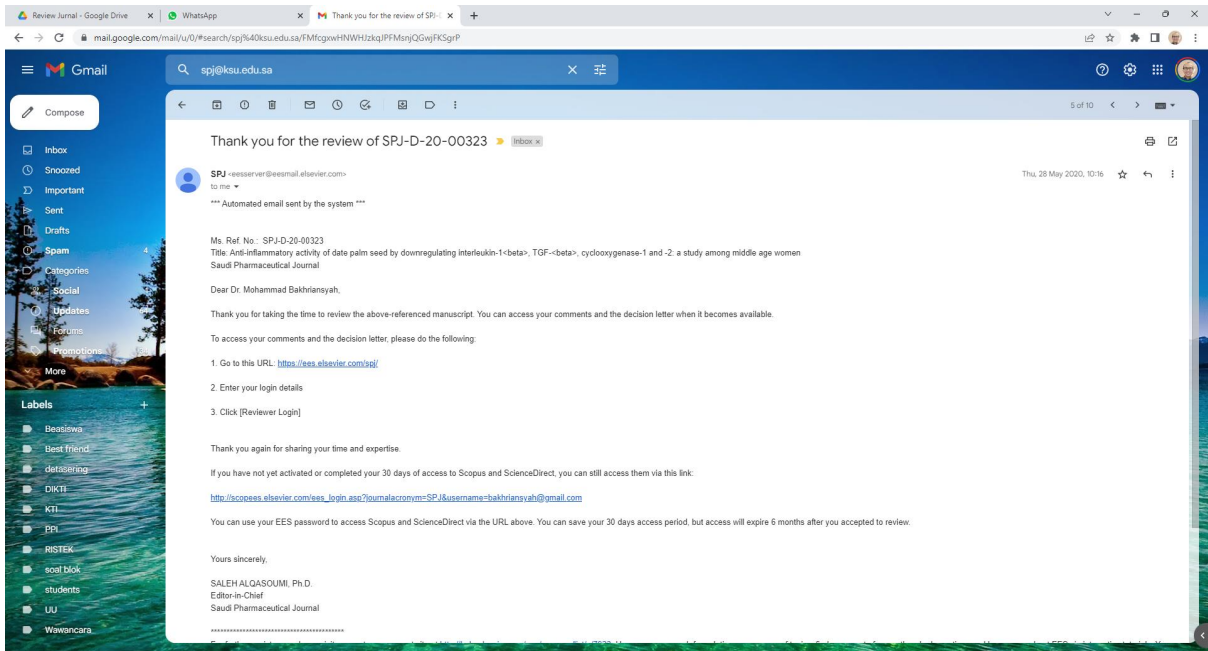 Review Jurnal - Google Drive
WhatsApp
Thank you for the review of SPJ-D
mail.google.com/mail/u/0/#search/spj%40ksu.edu.sa/FMfcgxwHNWHJzkqJPFMsnjQGwjFKSgrP
Gmail
spj@ksu.edu.sa
Compose
5 of 10
Inbox
Snoozed
Important
Sent
Drafts
Spam 4
Categories
Social
Updates
Forums
Promotions
More
Labels
Beasiswa
Best friend
detasering
DIKTI
KTI
PPI
RISTEK
soal blok
students
UU
Wawancara
Thank you for the review of SPJ-D-20-00323 Inbox x
SPJ <eesserver@eesmail.elsevier.com> Thu, 28 May 2020, 10:16
to me
*** Automated email sent by the system ***
Ms. Ref. No.: SPJ-D-20-00323
Title: Anti-inflammatory activity of date palm seed by downregulating interleukin-1<beta>, TGF-<beta>, cyclooxygenase-1 and -2: a study among middle age women
Saudi Pharmaceutical Journal
Dear Dr. Mohammad Bakhriansyah,
Thank you for taking the time to review the above-referenced manuscript. You can access your comments and the decision letter when it becomes available.
To access your comments and the decision letter, please do the following:
1. Go to this URL: https://ees.elsevier.com/spj/
2. Enter your login details
3. Click [Reviewer Login]
Thank you again for sharing your time and expertise.
If you have not yet activated or completed your 30 days of access to Scopus and ScienceDirect, you can still access them via this link:
http://scopees.elsevier.com/ees_login.asp?journalacronym=SPJ&username=bakhriansyah@gmail.com
You can use your EES password to access Scopus and ScienceDirect via the URL above. You can save your 30 days access period, but access will expire 6 months after you accepted to review.
Yours sincerely,
SALEH ALQASOUMI, Ph.D.
Editor-in-Chief
Saudi Pharmaceutical Journal
******************************************